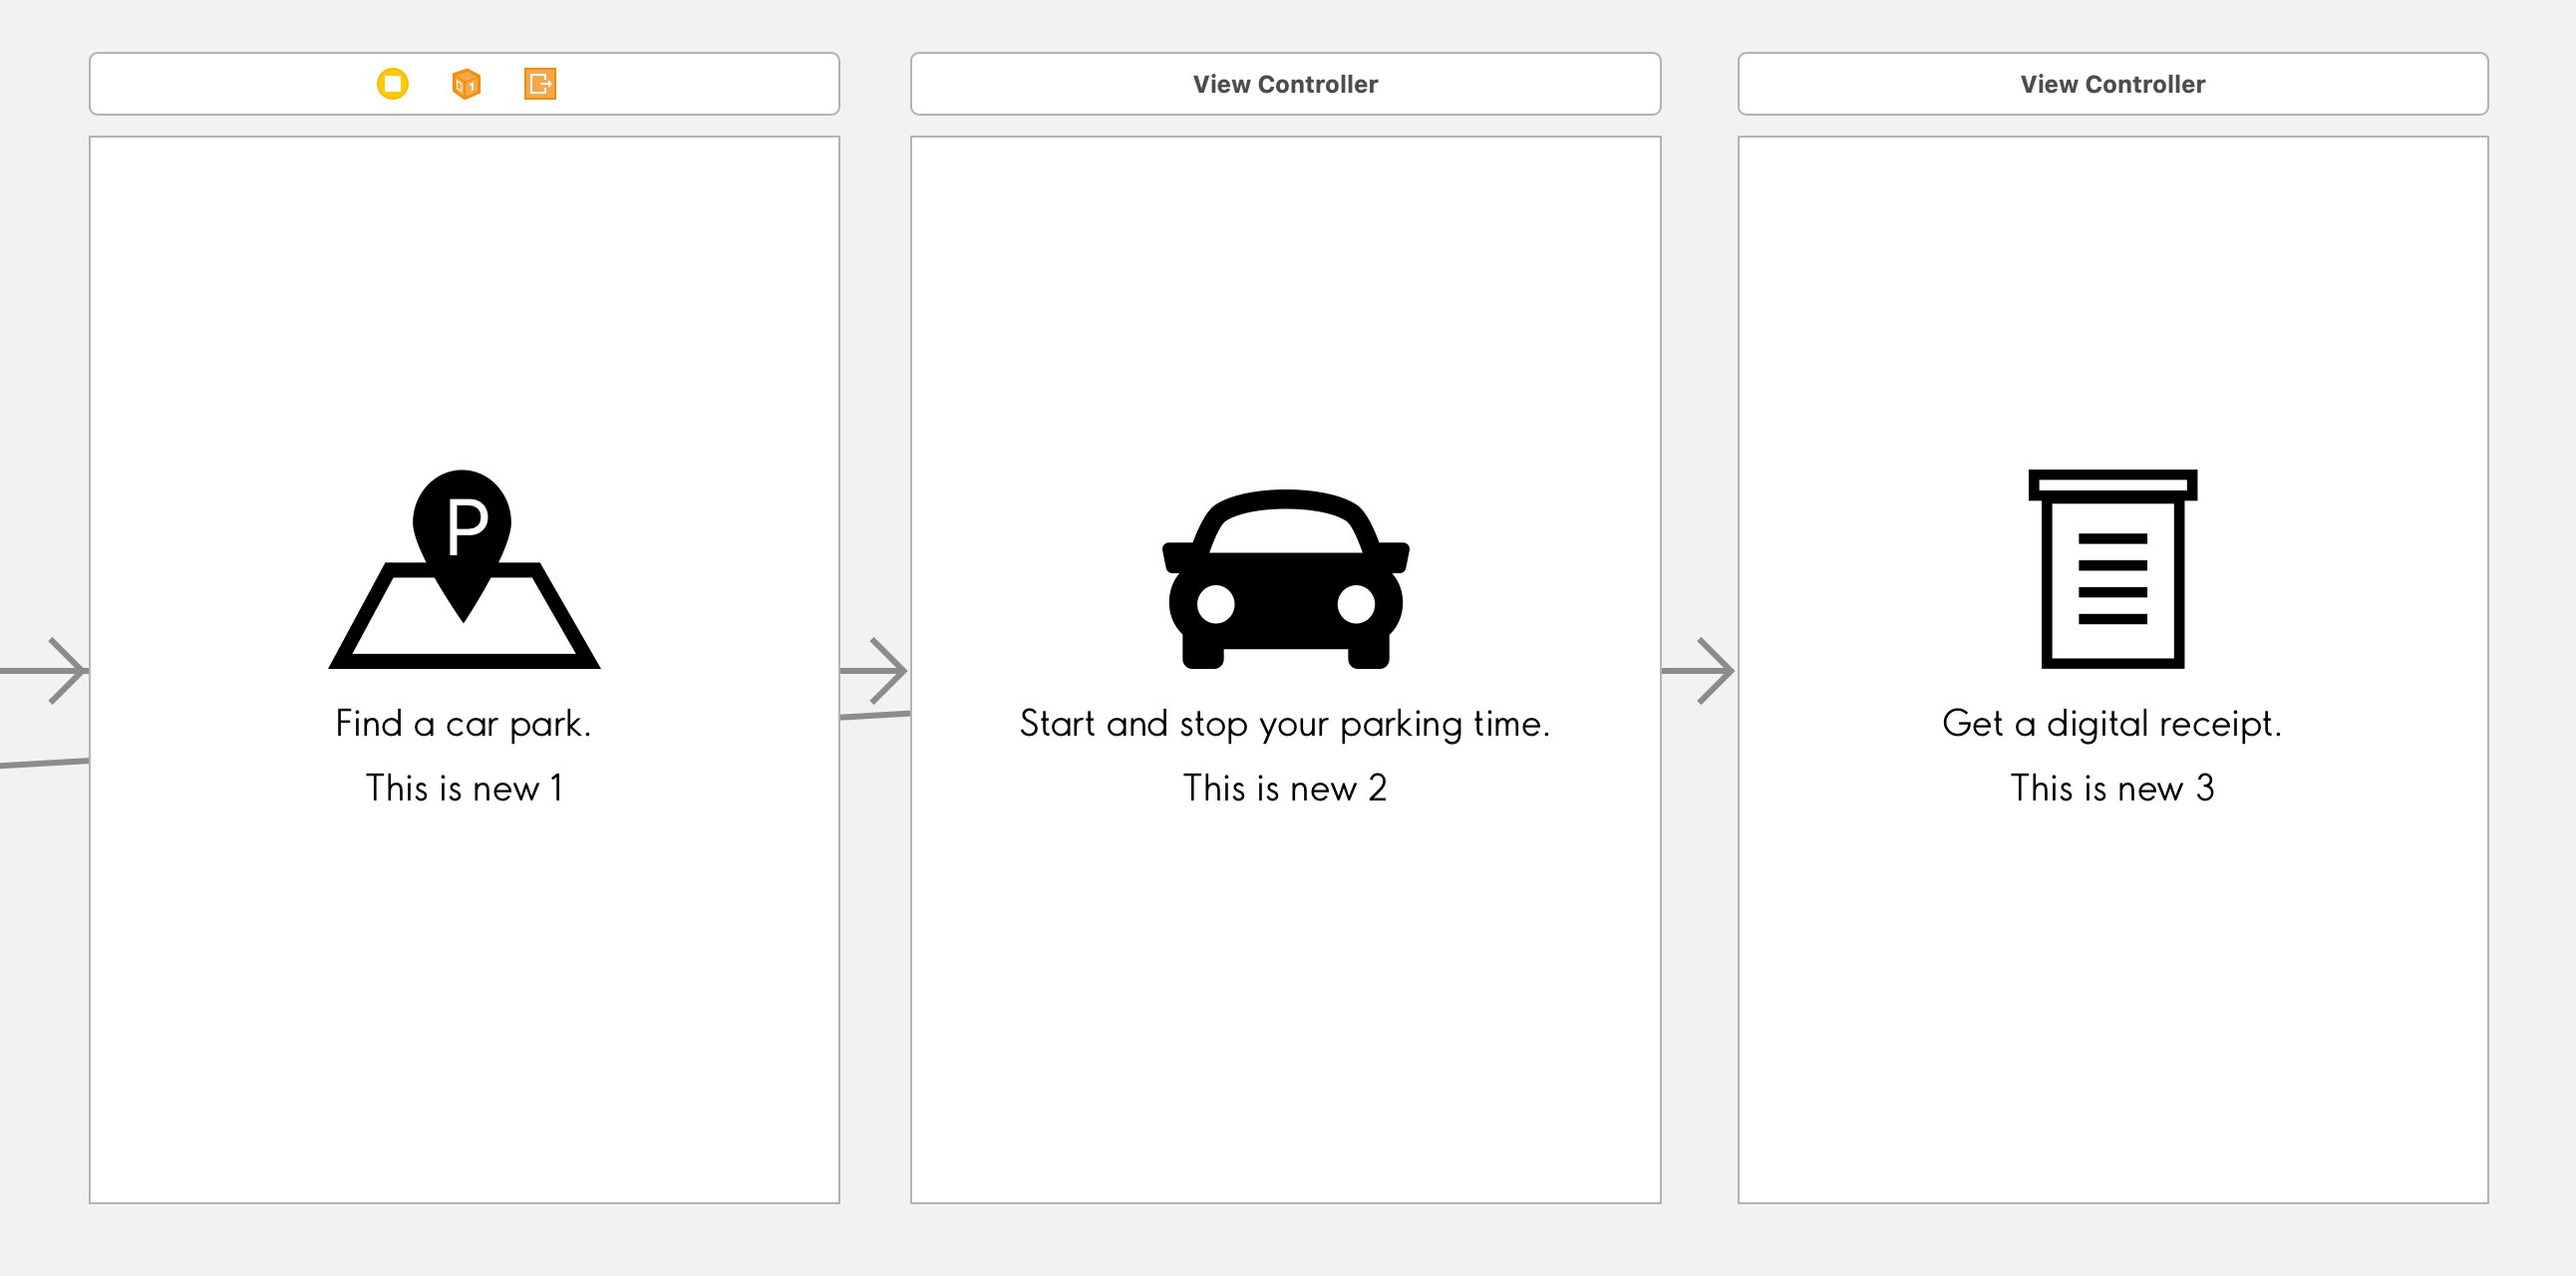 View Controller
View Controller
P
Find a car park.
This is new 1
Start and stop your parking time.
This is new 2
Get a digital receipt.
This is new 3